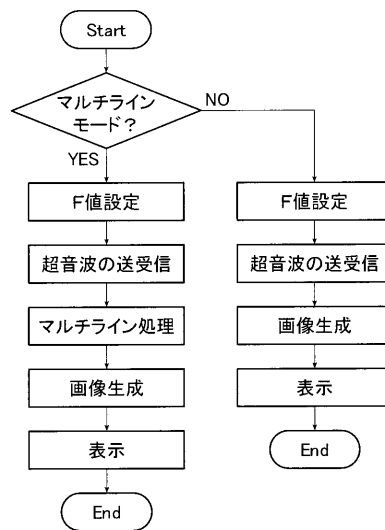 Start
マルチライン
モード?
NO
YES
F値設定
超音波の送受信
マルチライン処理
画像生成
表示
End
F値設定
超音波の送受信
画像生成
表示
End